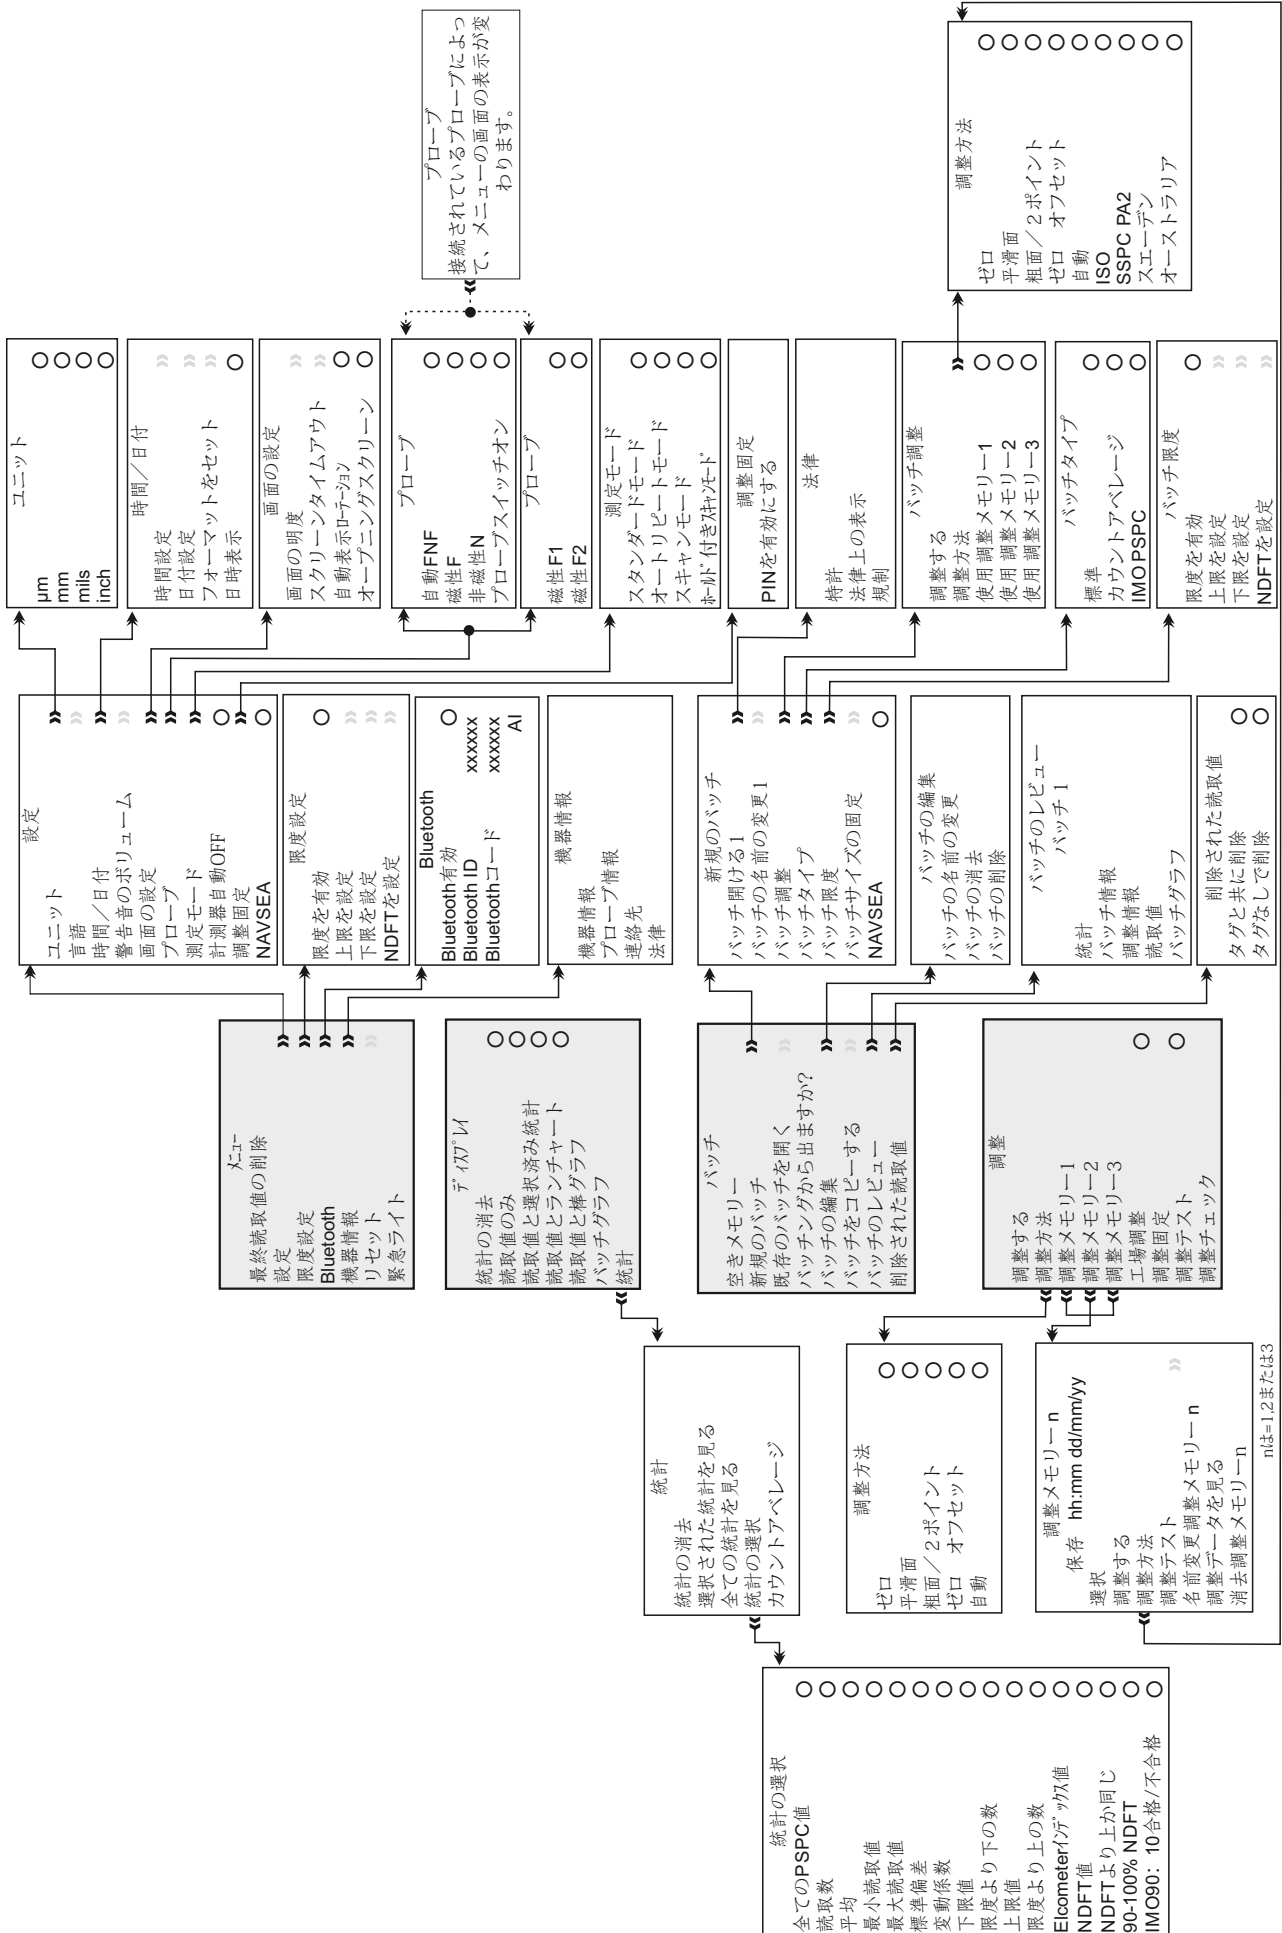 メニュー
最終読取値の削除
設定
限度設定
Bluetooth
機器情報
リセット
緊急ライト
設定
ユニット
言語
時間／日付
警告音のボリューム
画面の設定
プローブ
測定モード
計測器自動OFF
調整固定
NAVSEA
ユニット
µm
mm
mils
inch
時間／日付
時間設定
日付設定
フォーマットをセット
日時表示
画面の設定
画面の明度
スクリーンタイムアウト
自動表示ローテーション
オープニングスクリーン
プローブ
自動FNF
磁性F
非磁性N
プローブスイッチオン
プローブ
磁性F1
磁性F2
プローブ
接続されているプローブによっ
て、メニューの画面の表示が変
わります。
測定モード
スタンダードモード
オートリピートモード
スキャンモード
ホールド付きスキャンモード
調整固定
PINを有効にする
限度設定
限度を有効
上限を設定
下限を設定
NDFTを設定
Bluetooth
Bluetooth有効
Bluetooth ID xxxxxx
Bluetoothコード xxxxxx
AI
機器情報
機器情報
プローブ情報
連絡先
法律
法律
特許
法律上の表示
規制
ディスプレイ
統計の消去
読取値のみ
読取値と選択済み統計
読取値とランチャート
読取値と棒グラフ
バッチグラフ
統計
統計
統計の消去
選択された統計を見る
全ての統計を見る
統計の選択
カウントアベレージ
統計の選択
全てのPSPC値
読取数
平均
最小読取値
最大読取値
標準偏差
変動係数
下限値
限度より下の数
上限値
限度より上の数
Elcometerインデックス値
NDFT値
NDFTより上か同じ
90-100% NDFT
IMO90：10合格/不合格
バッチ
空きメモリー
新規のバッチ
既存のバッチを開く
バッチングから出ますか?
バッチの編集
バッチをコピーする
バッチのレビュー
削除された読取値
新規のバッチ
バッチ開ける1
バッチの名前の変更1
バッチ調整
バッチタイプ
バッチ限度
バッチサイズの固定
NAVSEA
バッチ調整
調整する
調整方法
使用調整メモリー1
使用調整メモリー2
使用調整メモリー3
調整方法
ゼロ
平滑面
粗面／2ポイント
ゼロ オフセット
自動
ISO
SSPC PA2
スエーデン
オーストラリア
バッチタイプ
標準
カウントアベレージ
IMO PSPC
バッチ限度
限度を有効
上限を設定
下限を設定
NDFTを設定
バッチの編集
バッチの名前の変更
バッチの消去
バッチの削除
バッチのレビュー
バッチ1
統計
バッチ情報
調整情報
読取値
バッチグラフ
削除された読取値
タグと共に削除
タグなしで削除
調整
調整する
調整方法
調整メモリー1
調整メモリー2
調整メモリー3
工場調整
調整固定
調整テスト
調整チェック
調整方法
ゼロ
平滑面
粗面／2ポイント
ゼロ オフセット
自動
調整メモリー n
保存 hh:mm dd/mm/yy
選択
調整する
調整方法
調整テスト
名前変更調整メモリー n
調整データを見る
消去調整メモリーn
nは=1,2または3